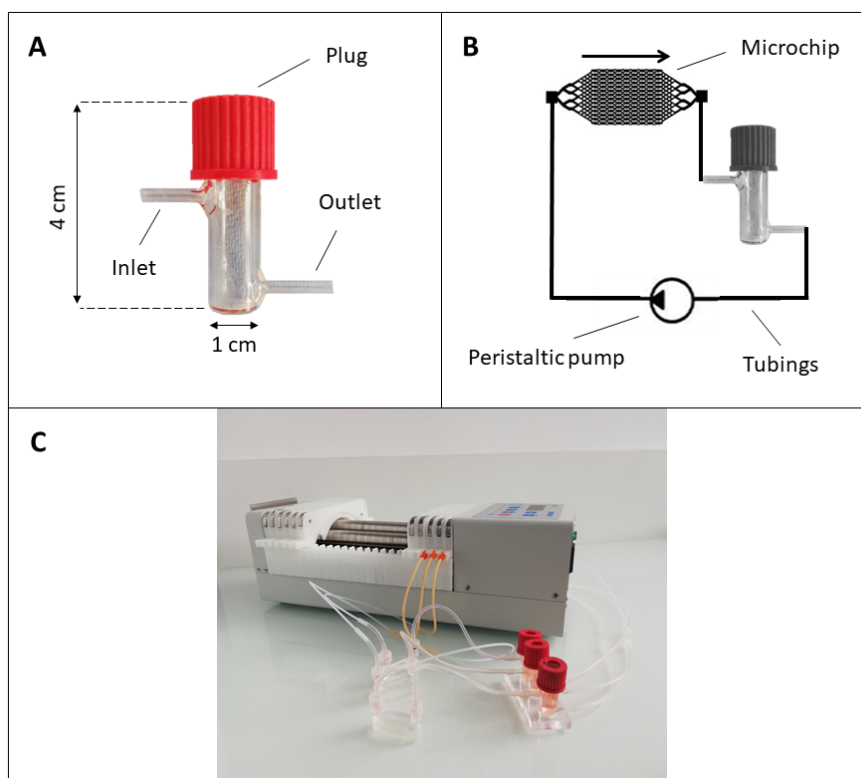 A
Plug
4 cm
Inlet
Outlet
1 cm
B
Microchip
Peristaltic pump
Tubings
C